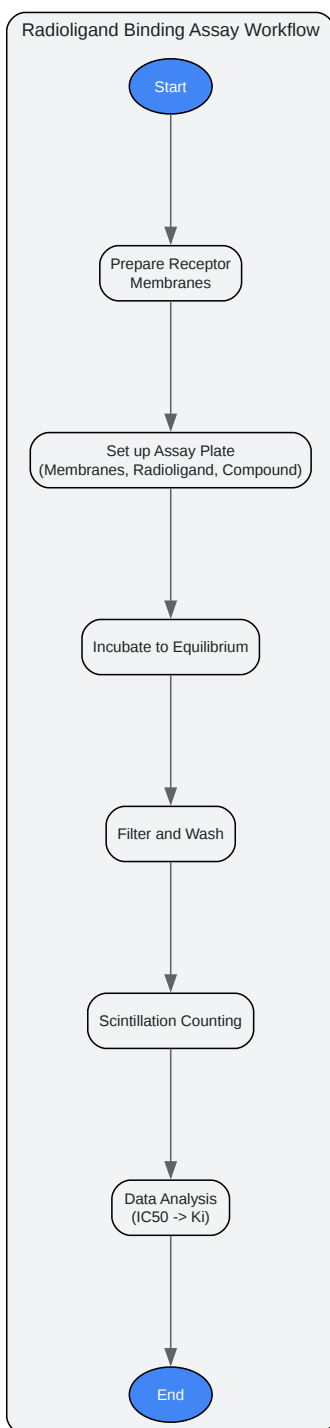 Radioligand Binding Assay Workflow
Start
Prepare Receptor
Membranes
Set up Assay Plate
(Membranes, Radioligand, Compound)
Incubate to Equilibrium
Filter and Wash
Scintillation Counting
Data Analysis
(IC50 -> Ki)
End